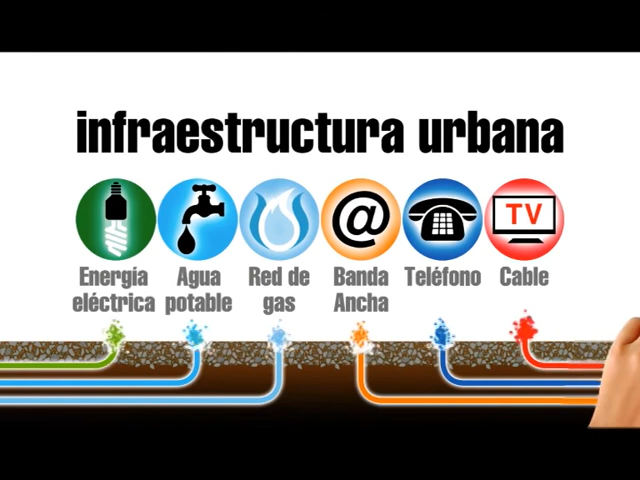 infraestructura urbana
@
TV
Energía
eléctrica
Agua
potable
Red de
gas
Banda
Ancha
Teléfono
Cable